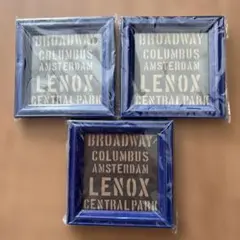 BROADWAY
COLUMBUS
AMSTERDAM
LENOX
CENTRAL PARK
BROADWAY
COLUMBUS
AMSTERDAM
LENOX
CENTRAL PARK
BROADWAY
COLUMBUS
AMSTERDAM
LENOX
CENTRAL PARK